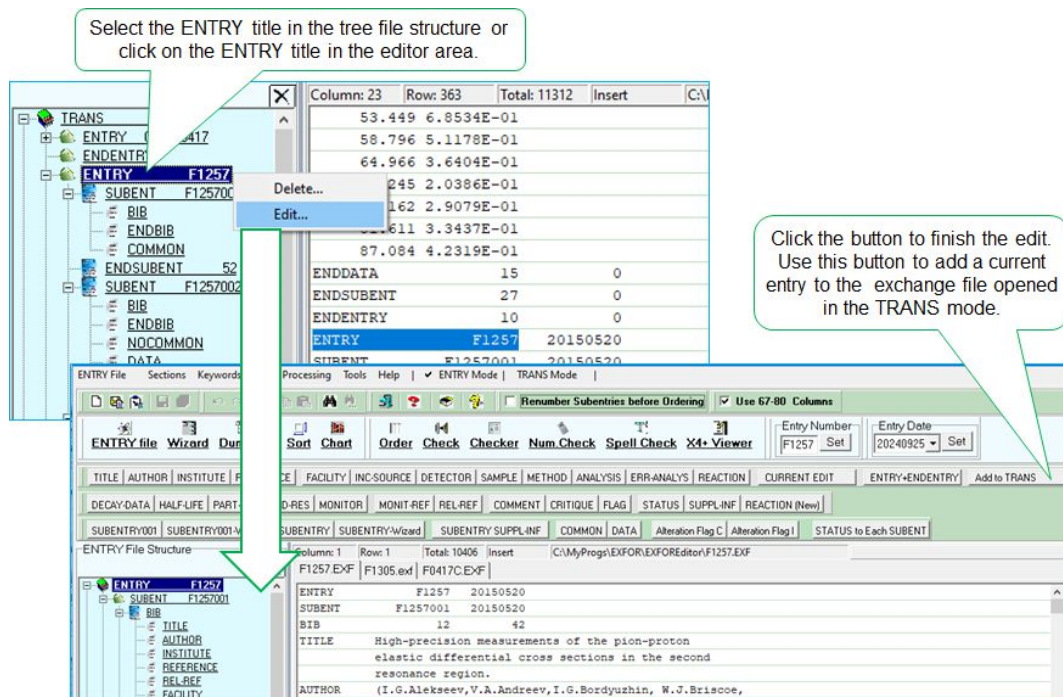 Select the ENTRY title in the tree file structure or
click on the ENTRY title in the editor area.
Column: 23 Row: 363 Total: 11312 Insert
TRANS
ENTRY
ENDENTRY
ENTRY F1257
SUBENT
BIB
ENDBIB
COMMON
ENDSUBENT 52
SUBENT F1257002
BIB
ENDBIB
NOCOMMON
DATA
Delete...
Edit...
53.449 6.8534E-01
58.796 5.1178E-01
64.966 3.6404E-01
2.0386E-01
2.9079E-01
3.3437E-01
87.084 4.2319E-01
ENDDATA 15 0
ENDSUBENT 27 0
ENDENTRY 10 0
ENTRY F1257 20150520
SUBENT F1257001 20150520
Click the button to finish the edit.
Use this button to add a current
entry to the exchange file opened
in the TRANS mode.
ENTRY File Sections Keywords Processing Tools Help | ✔ ENTRY Mode | TRANS Mode |
Renumber Subentries before Ordering Use 67-80 Columns
ENTRY file Wizard Sort Chart Order Check Checker Num.Check Spell Check X4+ Viewer
Entry Number
F1257 Set
Entry Date
20240925 Set
TITLE AUTHOR INSTITUTE FACILITY INC-SOURCE DETECTOR SAMPLE METHOD ANALYSIS ERR-ANALYS REACTION CURRENT EDIT ENTRY+ENDENTRY Add to TRANS
DECAY-DATA HALF-LIFE MONITOR MONIT-REF REL-REF COMMENT CRITIQUE FLAG STATUS SUPPL-INF REACTION (New)
SUBENTRY001 SUBENTRY-Wizard SUBENTRY SUPPL-INF COMMON DATA Alteration Flag C Alteration Flag I STATUS to Each SUBENT
ENTRY File Structure
Column: 1 Row: 1 Total: 10406 Insert C:\MyProgs\EXFOR\EXFOREditor\F1257.EXF
F1257.EXF F1305.exf F0417C.EXF
ENTRY F1257
SUBENT F1257001
BIB
TITLE
AUTHOR
INSTITUTE
REFERENCE
REL-REF
FACILITY
ENTRY F1257 20150520
SUBENT F1257001 20150520
BIB 12 42
TITLE High-precision measurements of the pion-proton
elastic differential cross sections in the second
resonance region.
AUTHOR (I.G.Alekseev,V.A.Andreev,I.G.Bordyuzhin, W.J.Briscoe,